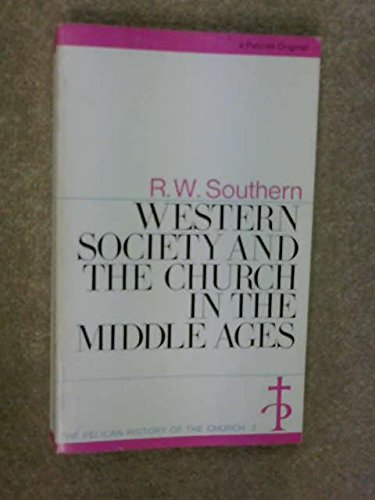 a Pelican Original
R.W. Southern
WESTERN
SOCIETY AND
THE CHURCH
IN THE
MIDDLE AGES
THE PELICAN HISTORY OF THE CHURCH: 2